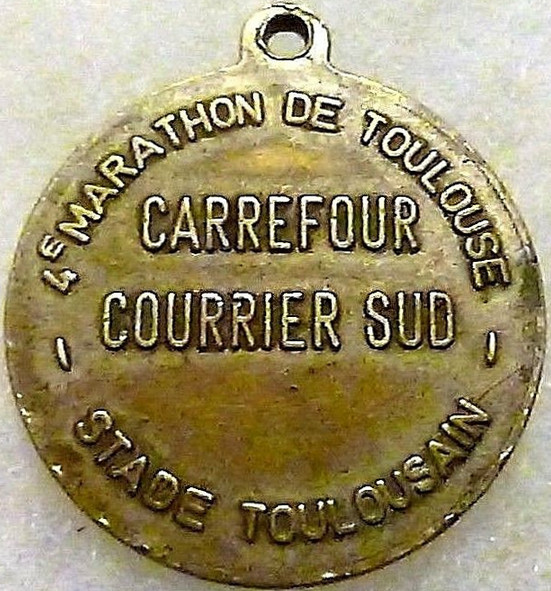 4E MARATHON DE TOULOUSE
CARREFOUR
COURRIER SUD
STADE TOULOUSAIN